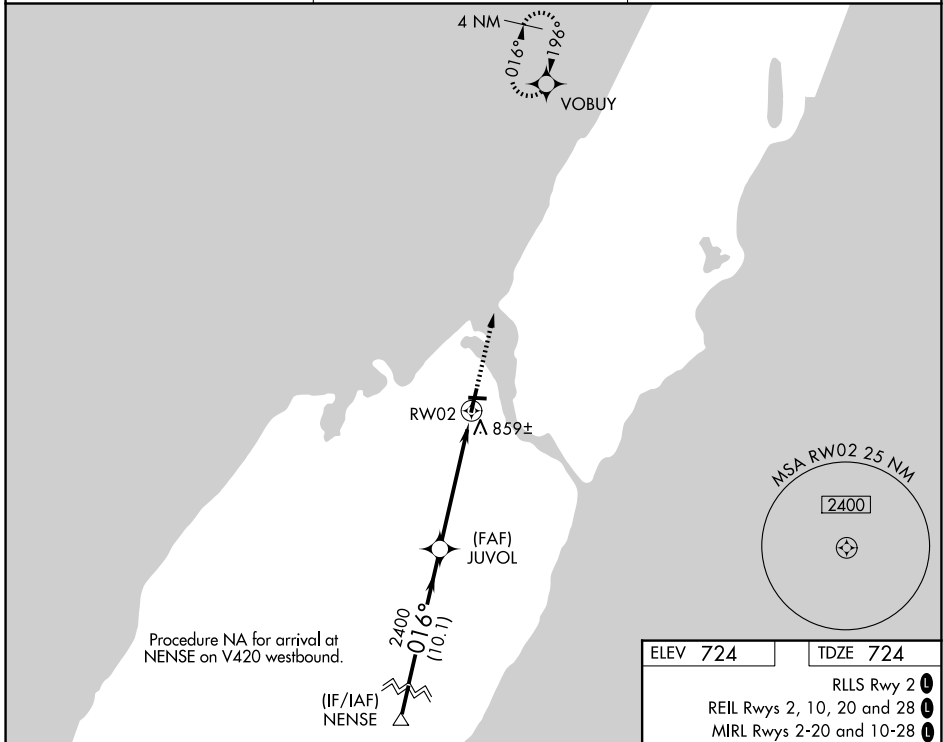 4 NM
016°
196°
VOBUY
RW02
859±
MSA RW02 25 NM
2400
(FAF)
JUVOL
2400
016°
(10.1)
Procedure NA for arrival at
NENSE on V420 westbound.
(IF/IAF)
NENSE
ELEV 724
TDZE 724
RLLS Rwy 2 L
REIL Rwys 2, 10, 20 and 28 L
MIRL Rwys 2-20 and 10-28 L